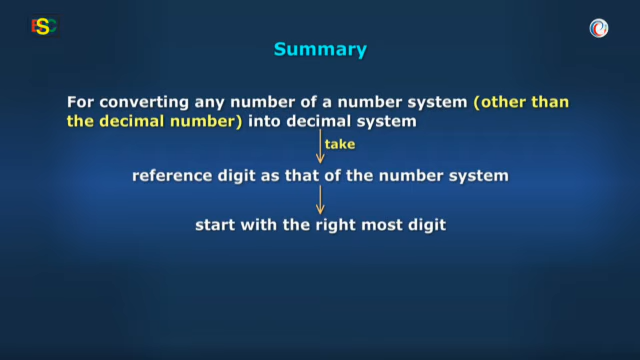 ESC
Summary
For converting any number of a number system (other than
the decimal number) into decimal system
take
reference digit as that of the number system
start with the right most digit